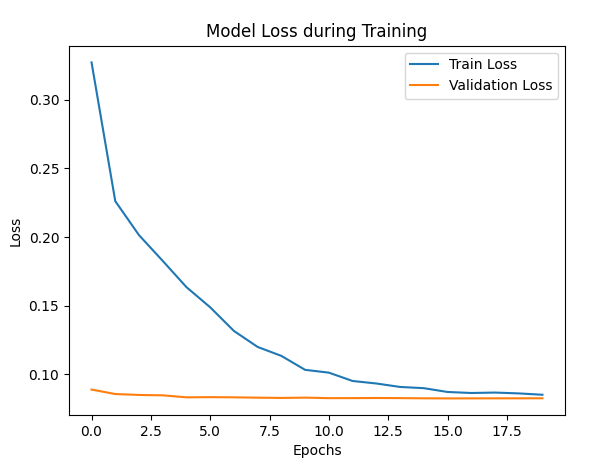 Model Loss during Training
Train Loss
Validation Loss
0.30
0.25
0.20
0.15
0.10
Loss
0.0
2.5
5.0
7.5
10.0
12.5
15.0
17.5
Epochs